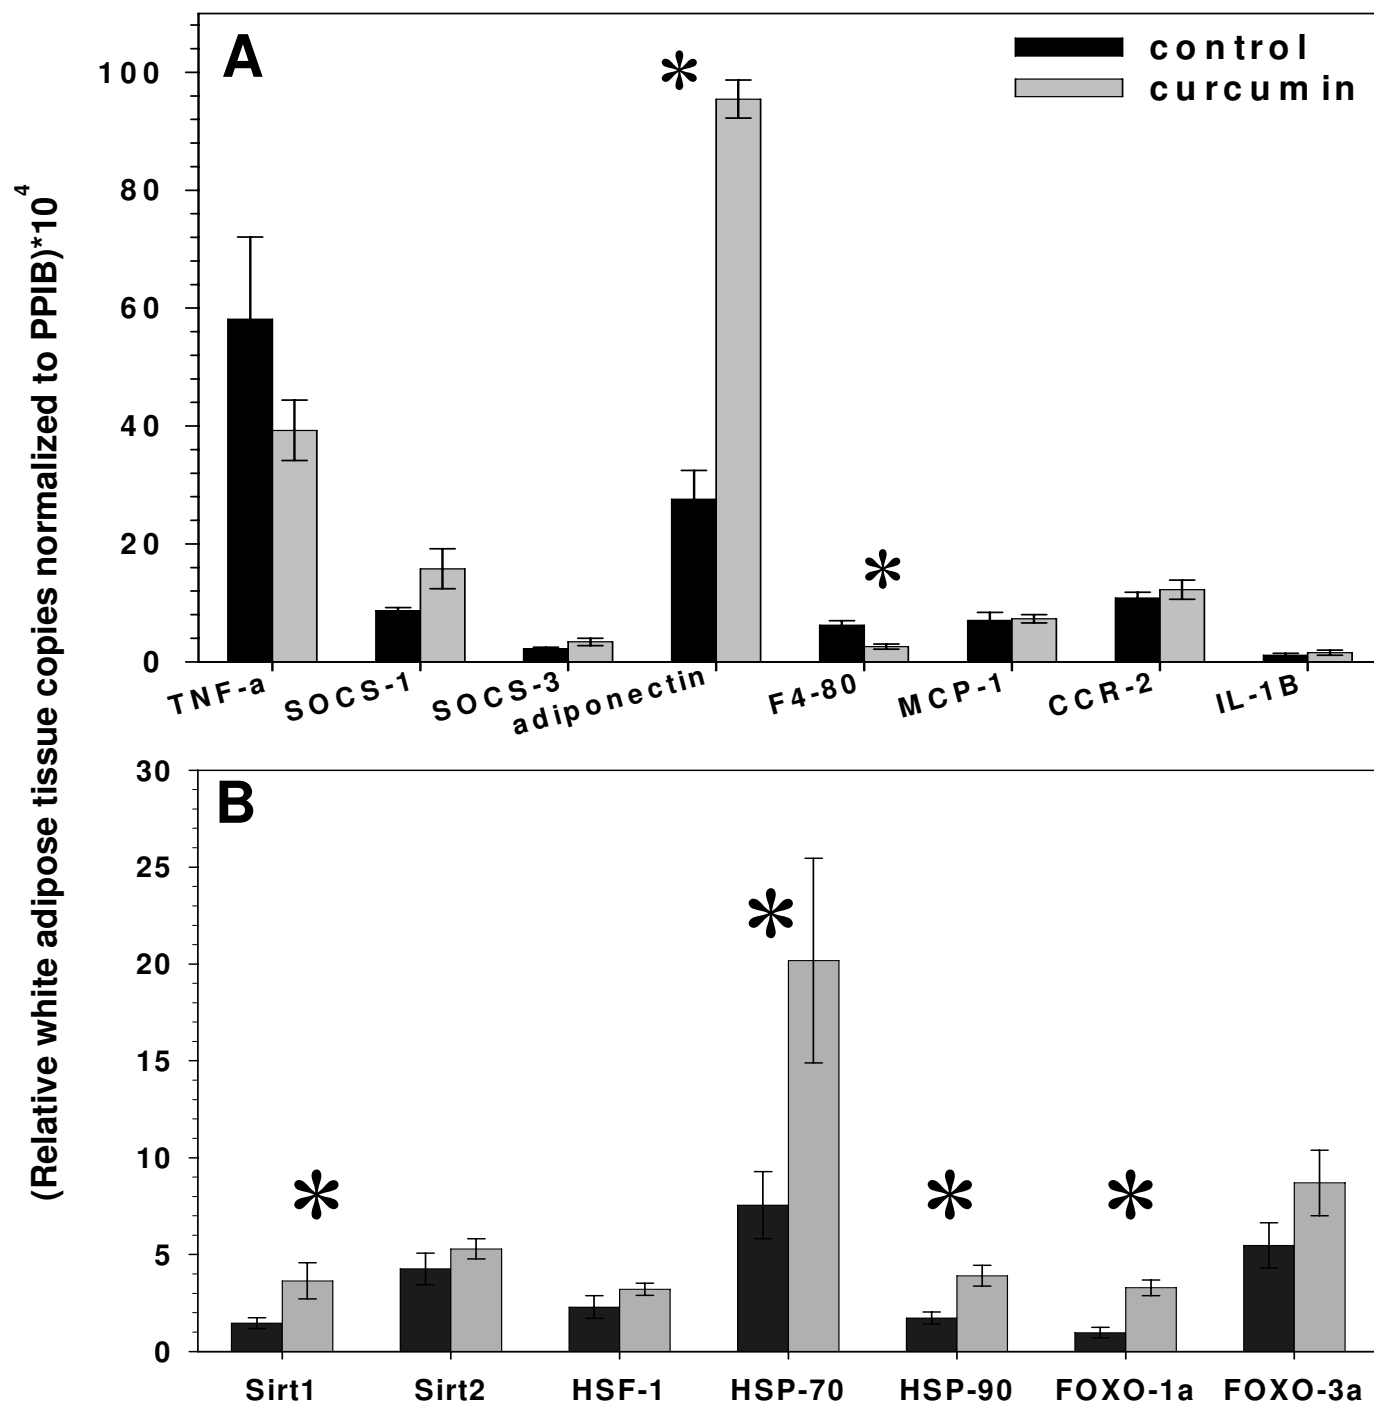 (Relative white adipose tissue copies normalized to PPIB)*10^4
A
control
curcumin
*
*
100
80
60
40
20
0
TNF-a SOCS-1 SOCS-3 adiponectin F4-80 MCP-1 CCR-2 IL-1B
B
*
*
*
*
30
25
20
15
10
5
0
Sirt1 Sirt2 HSF-1 HSP-70 HSP-90 FOXO-1a FOXO-3a